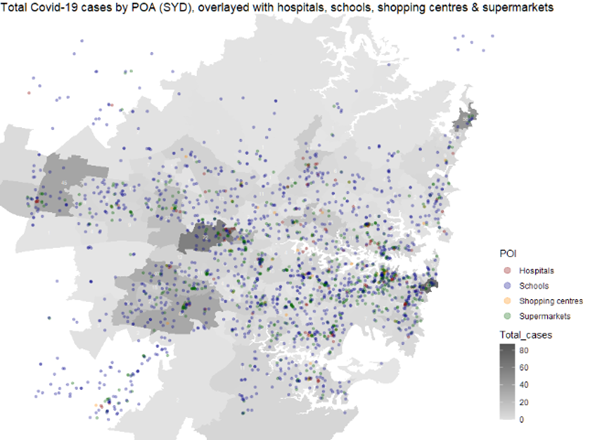 Total Covid-19 cases by POA (SYD), overlayed with hospitals, schools, shopping centres & supermarkets
POI
Hospitals
Schools
Shopping centres
Supermarkets
Total_cases
80
60
40
20
0